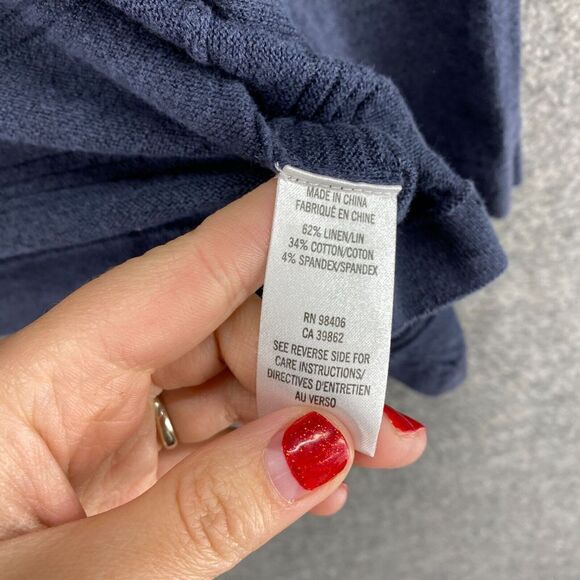 MADE IN CHINA
FABRIQUÉ EN CHINE
62% LINEN/LIN
34% COTTON/COTON
4% SPANDEX/SPANDEX
RN 98406
CA 39862
SEE REVERSE SIDE FOR
CARE INSTRUCTIONS/
DIRECTIVES D'ENTRETIEN
AU VERSO